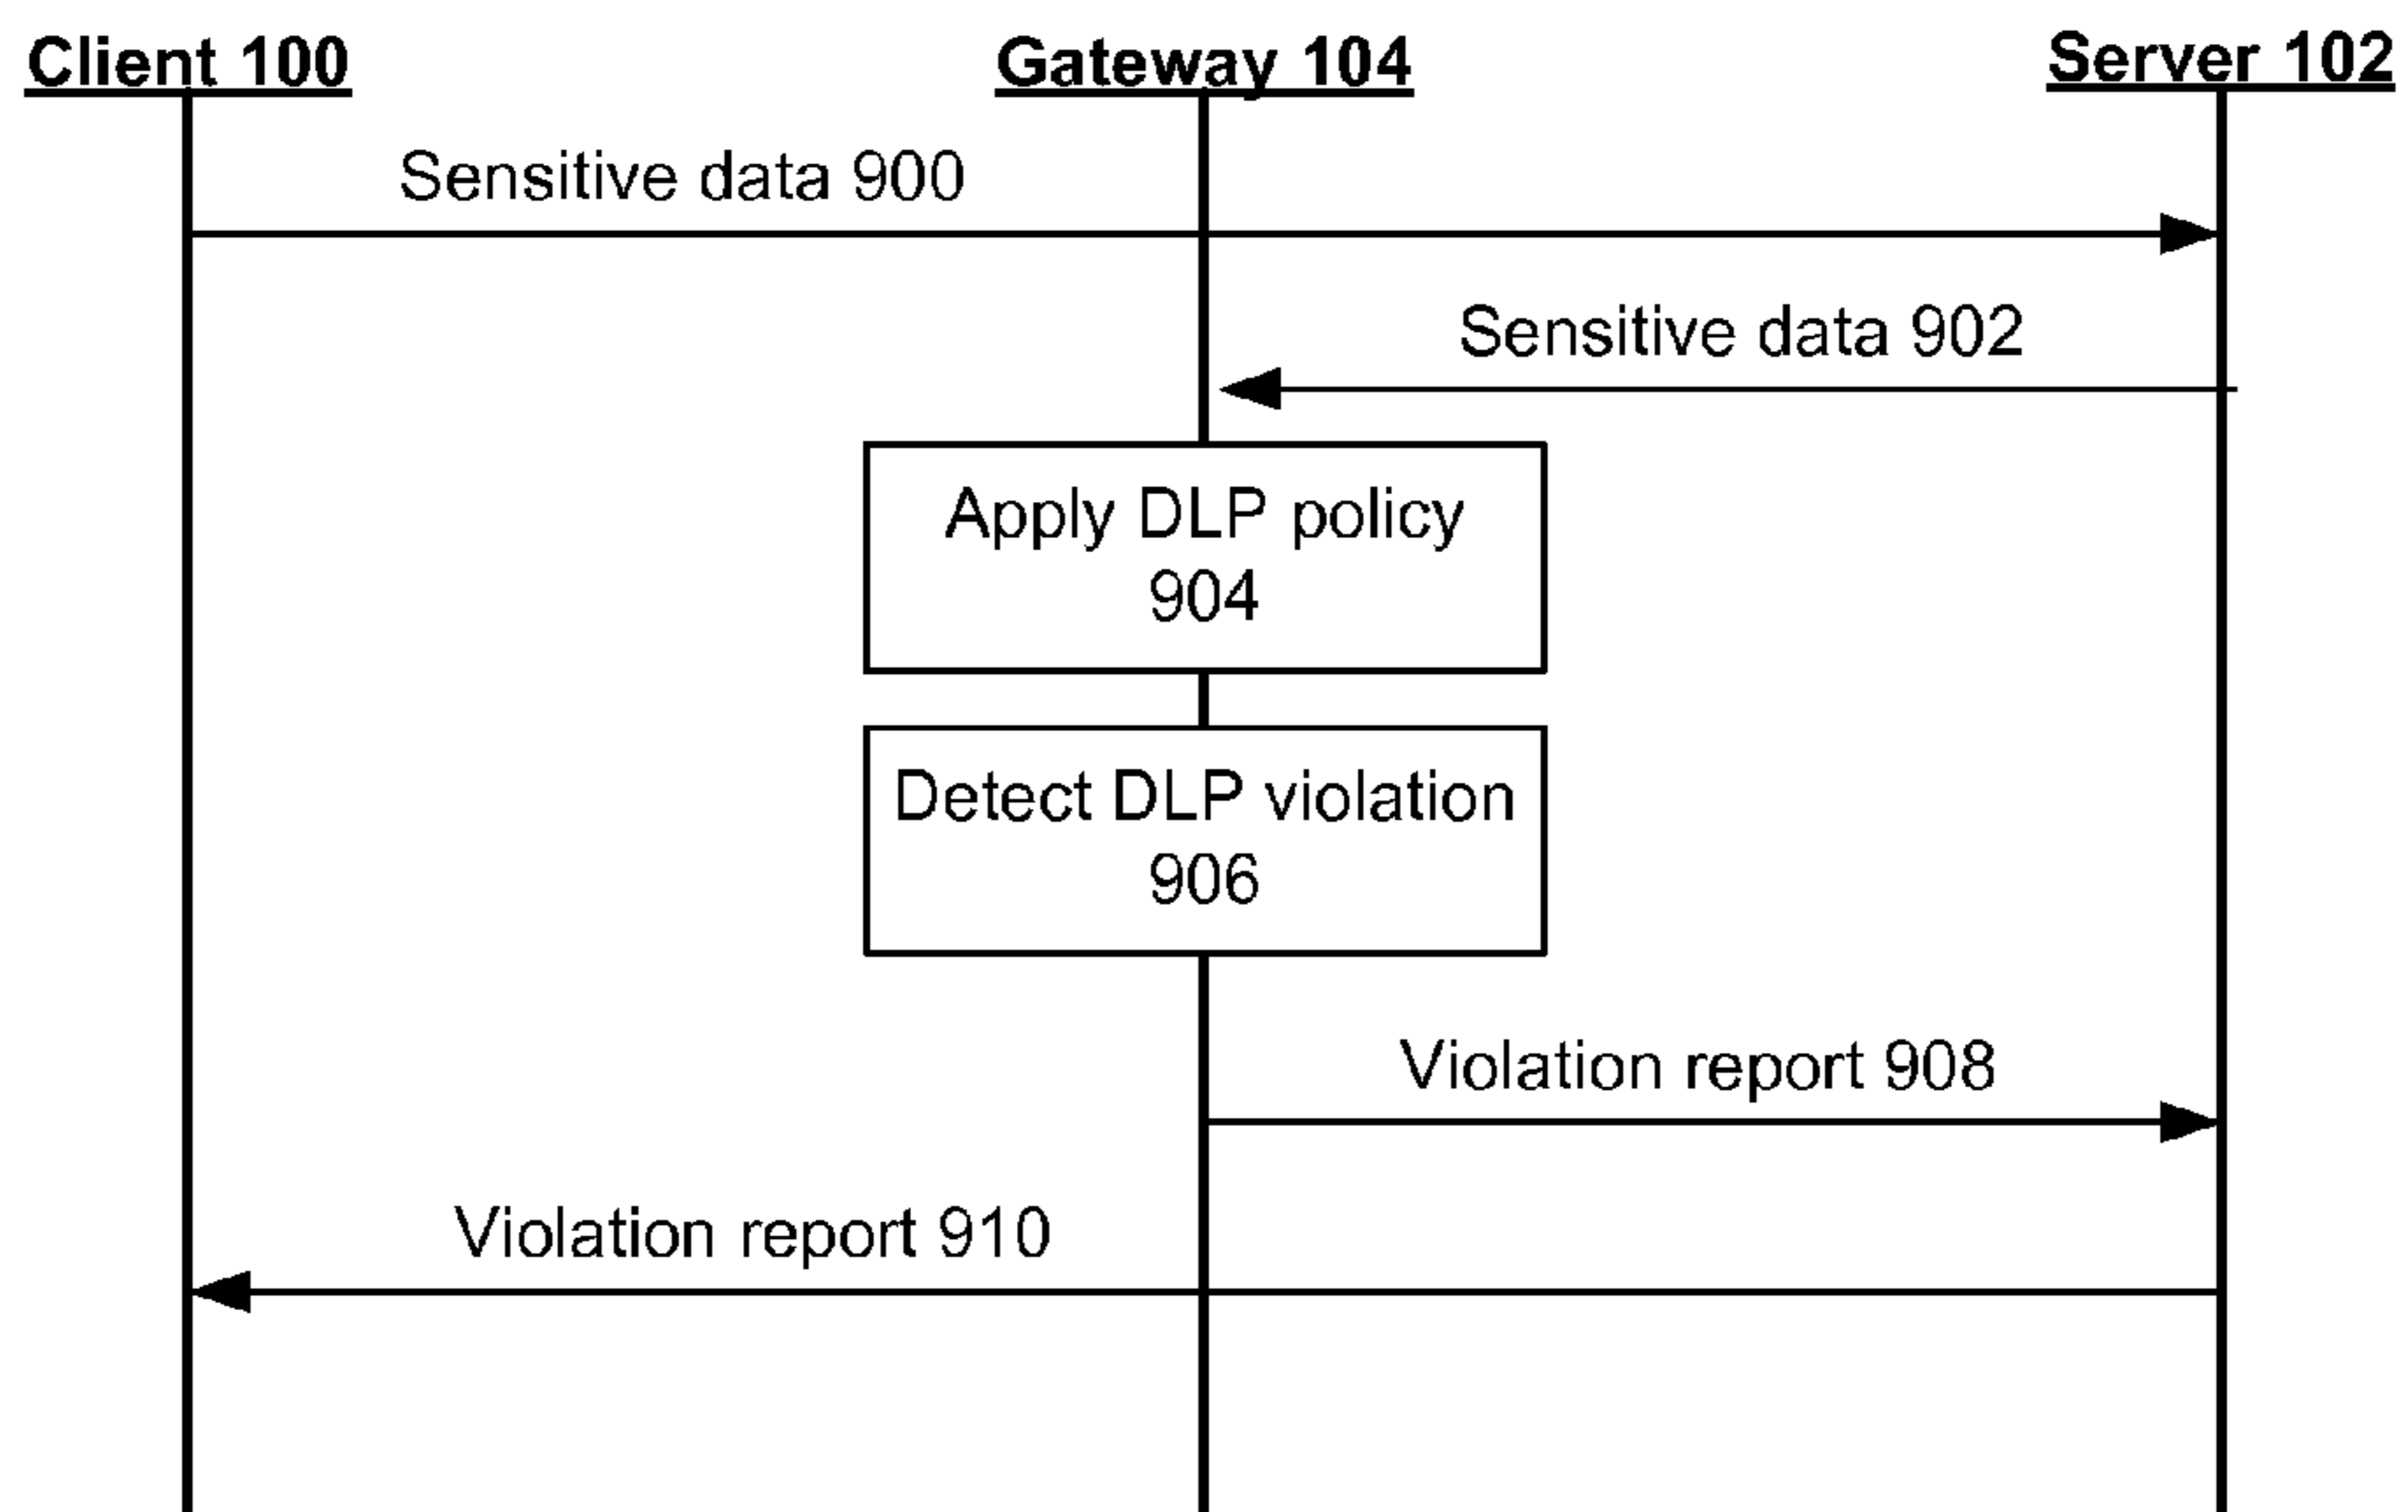 Client 100
Gateway 104
Server 102
Sensitive data 900
Sensitive data 902
Apply DLP policy
904
Detect DLP violation
906
Violation report 908
Violation report 910